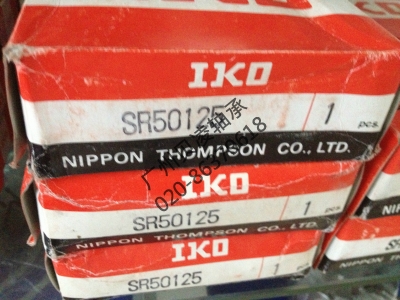 IKO
SR50125
1
pcs.
NIPPON THOMPSON CO., LTD.
IKO
SR50125
1
pcs.
NIPPON THOMPSON CO., LTD.
IKO
SR50125
1